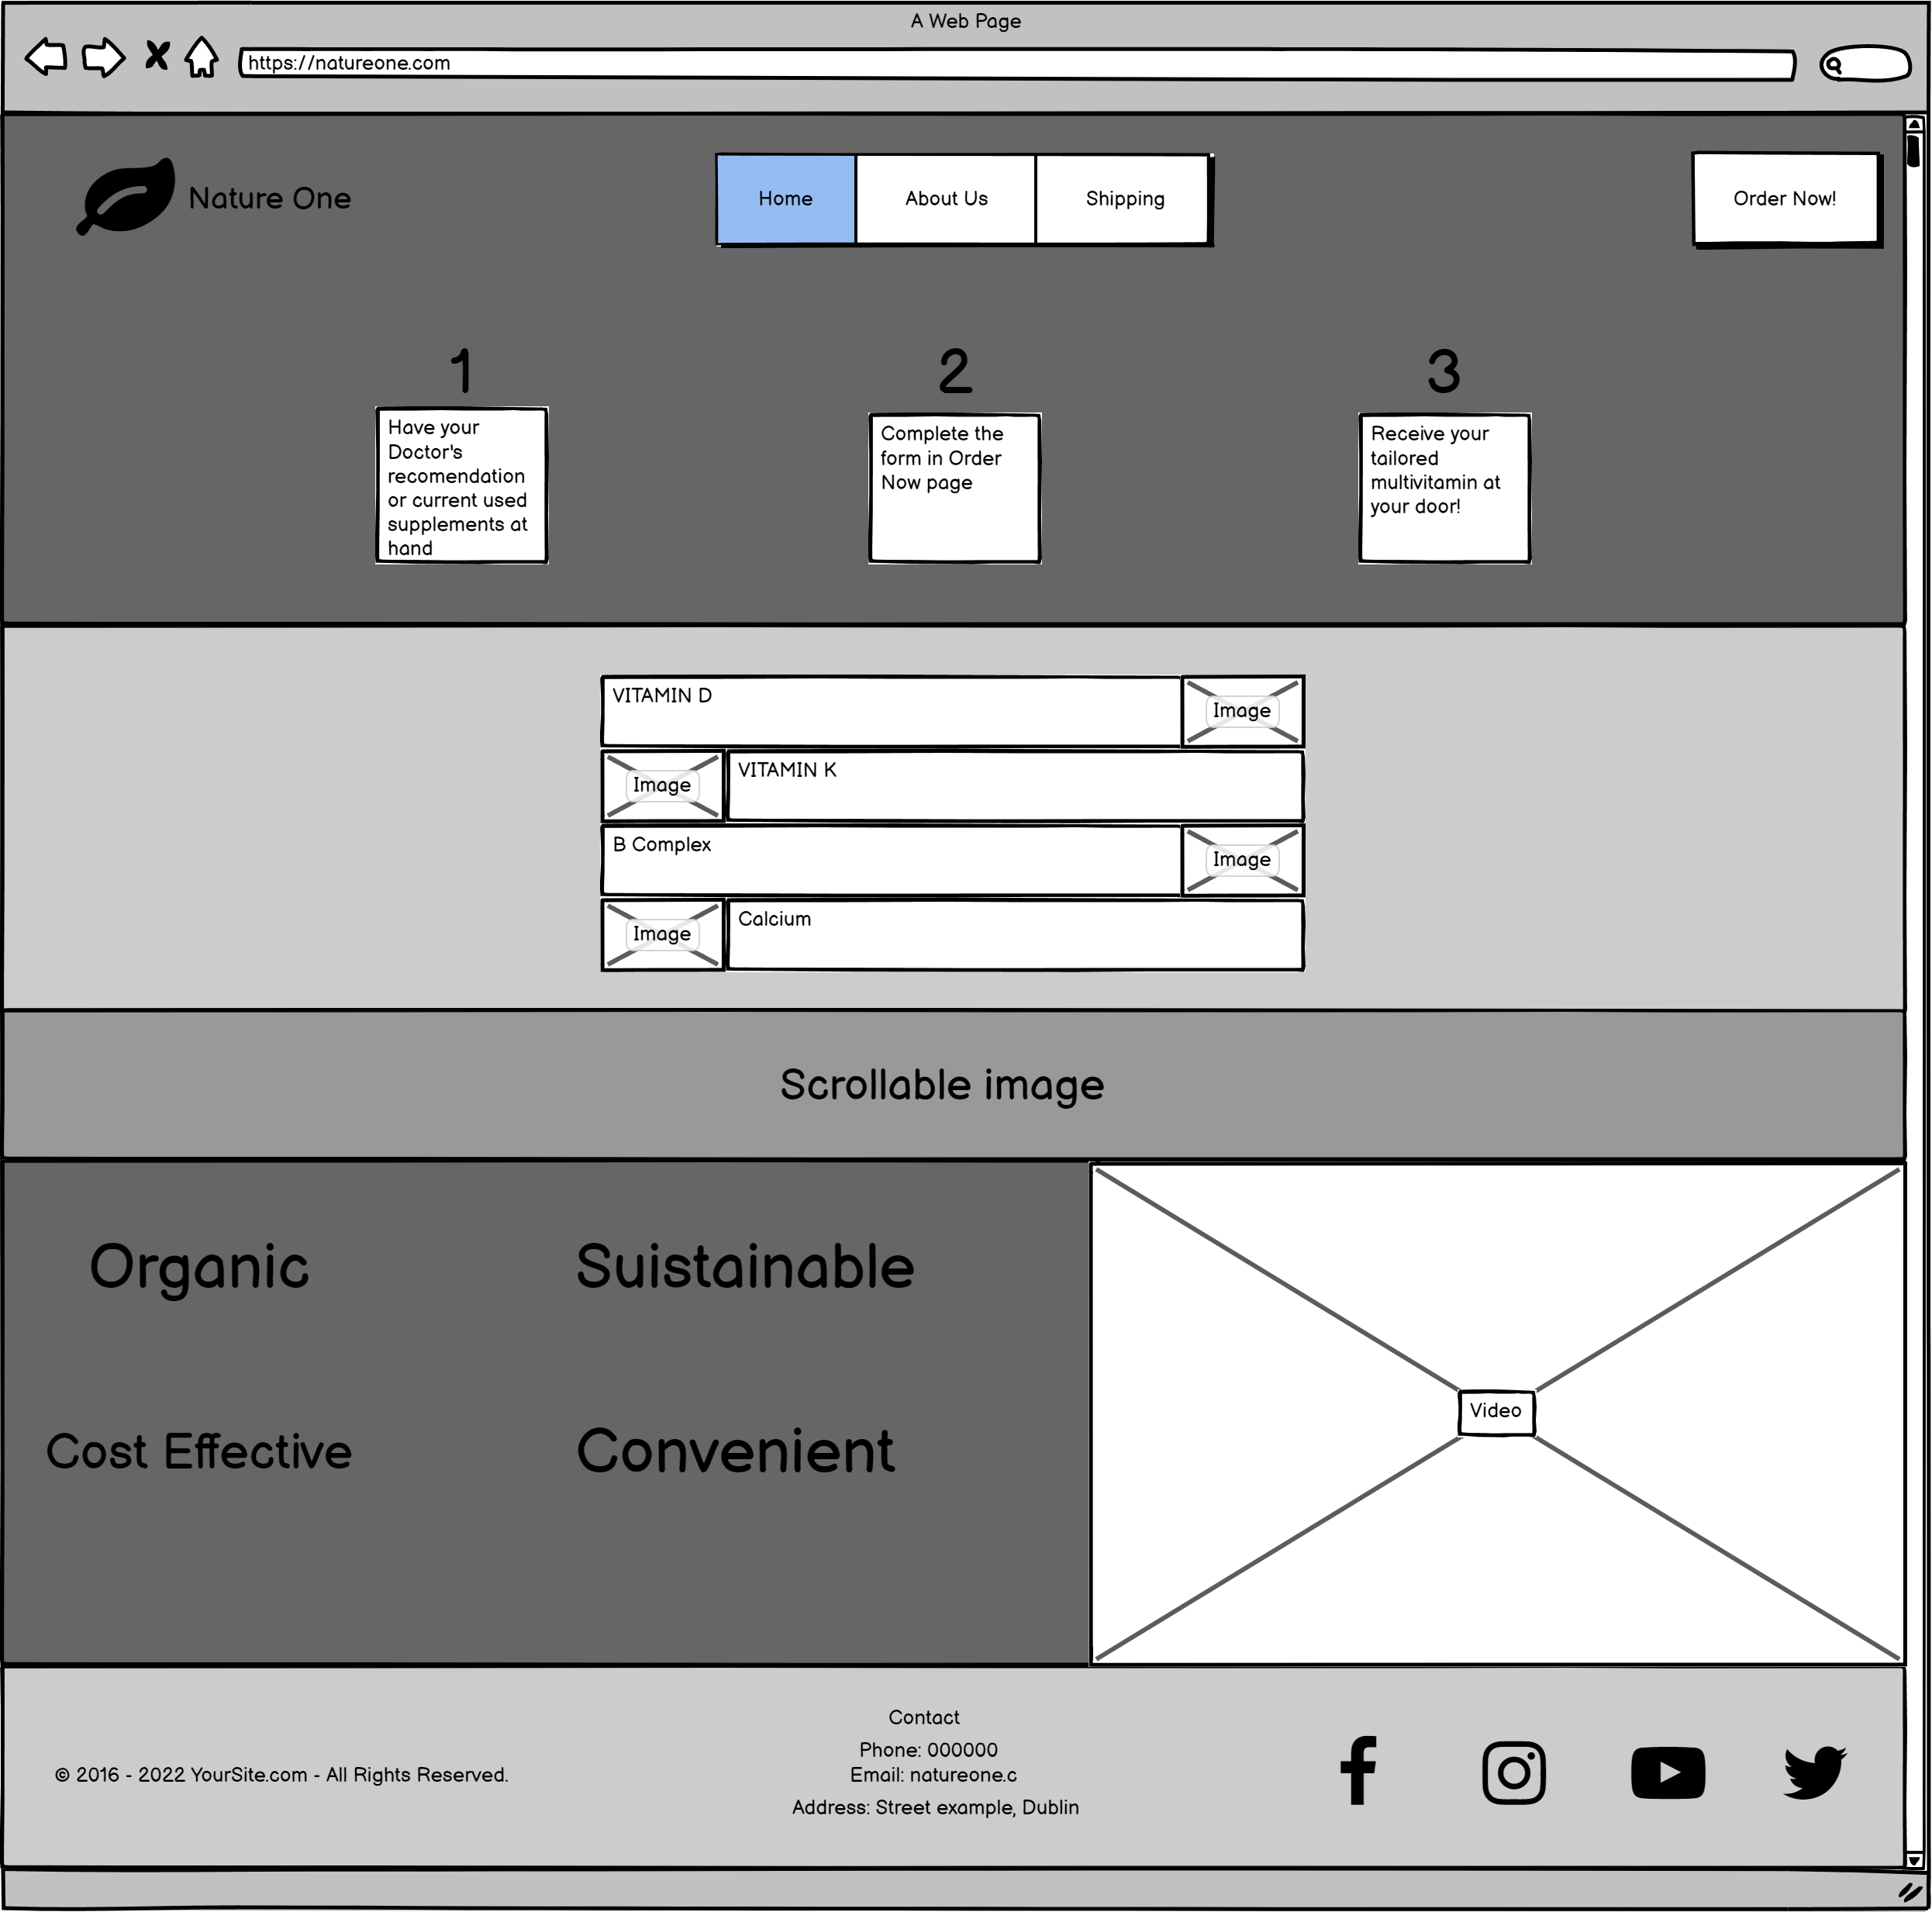 A Web Page
https://natureone.com
Nature One
Home
About Us
Shipping
Order Now!
1
Have your
Doctor's
recomendation
or current used
supplements at
hand
2
Complete the
form in Order
Now page
3
Receive your
tailored
multivitamin at
your door!
VITAMIN D
Image
Image
VITAMIN K
B Complex
Image
Image
Calcium
Scrollable image
Organic
Suistainable
Cost Effective
Convenient
Video
© 2016 - 2022 YourSite.com - All Rights Reserved.
Contact
Phone: 000000
Email: natureone.c
Address: Street example, Dublin